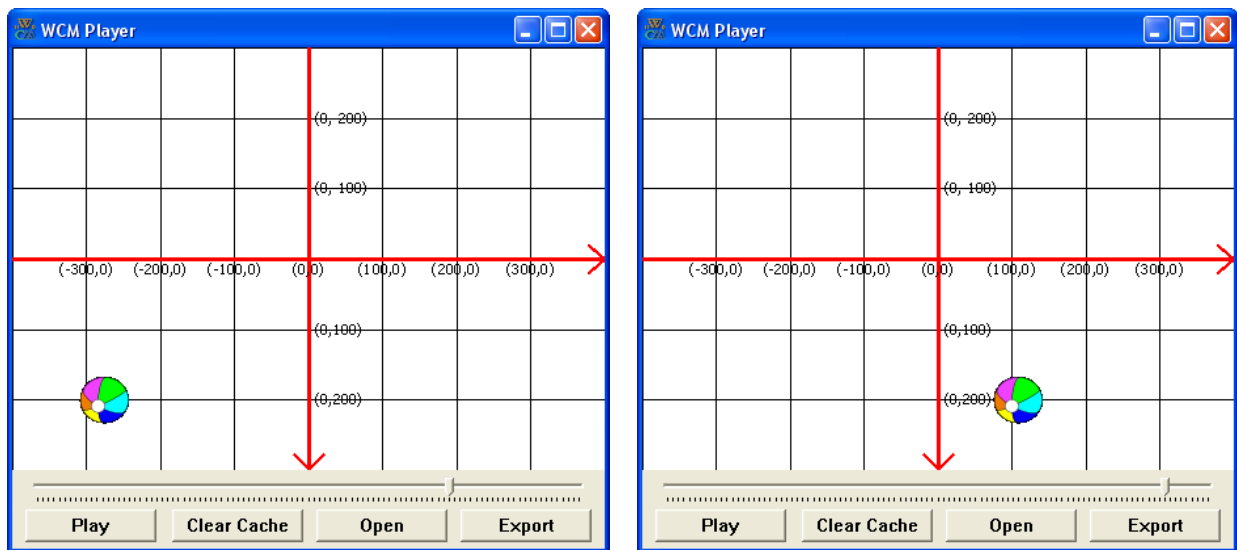 WCM Player
(0, 200)
(0, 100)
(-300,0) (-200,0) (-100,0) (0,0) (100,0) (200,0) (300,0)
(0,100)
(0,200)
Play Clear Cache Open Export
WCM Player
(0, 200)
(0, 100)
(-300,0) (-200,0) (-100,0) (0,0) (100,0) (200,0) (300,0)
(0,100)
(0,200)
Play Clear Cache Open Export